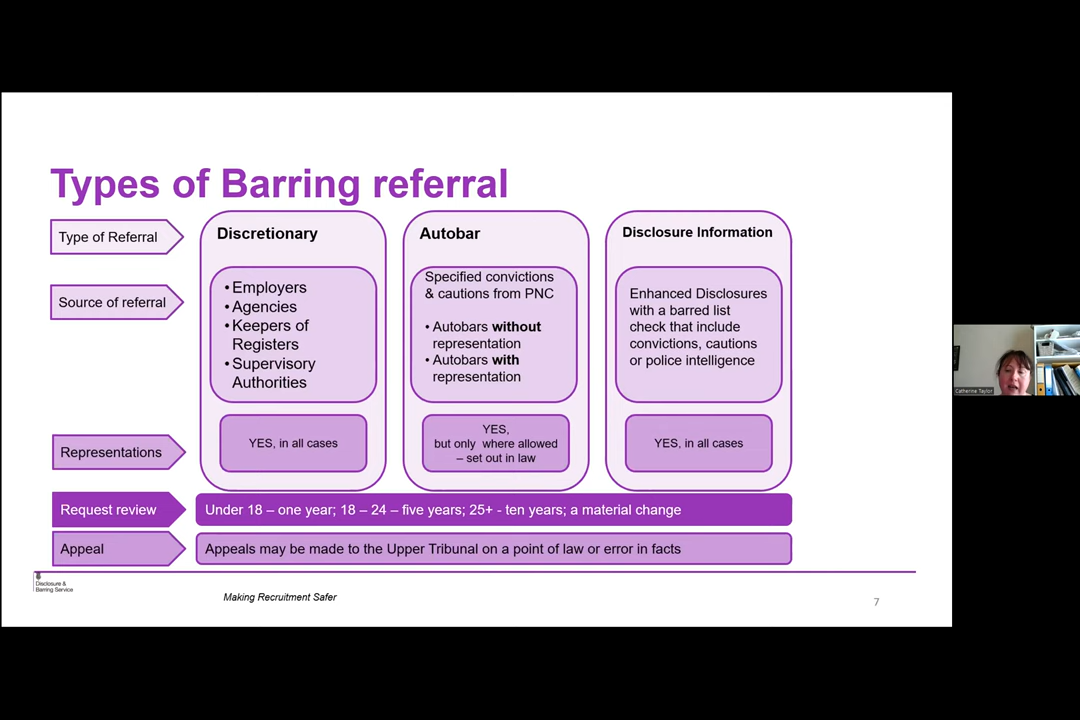 Types of Barring referral
Type of Referral
Discretionary
Autobar
Disclosure Information
Source of referral
• Employers
• Agencies
• Keepers of
Registers
• Supervisory
Authorities
Specified convictions
& cautions from PNC
• Autobars without
representation
• Autobars with
representation
Enhanced Disclosures
with a barred list
check that include
convictions, cautions
or police intelligence
Representations
YES, in all cases
YES,
but only where allowed
– set out in law
YES, in all cases
Request review
Under 18 – one year; 18 – 24 – five years; 25+ - ten years; a material change
Appeal
Appeals may be made to the Upper Tribunal on a point of law or error in facts
Disclosure &
Barring Service
Making Recruitment Safer
7
Catherine Taylor